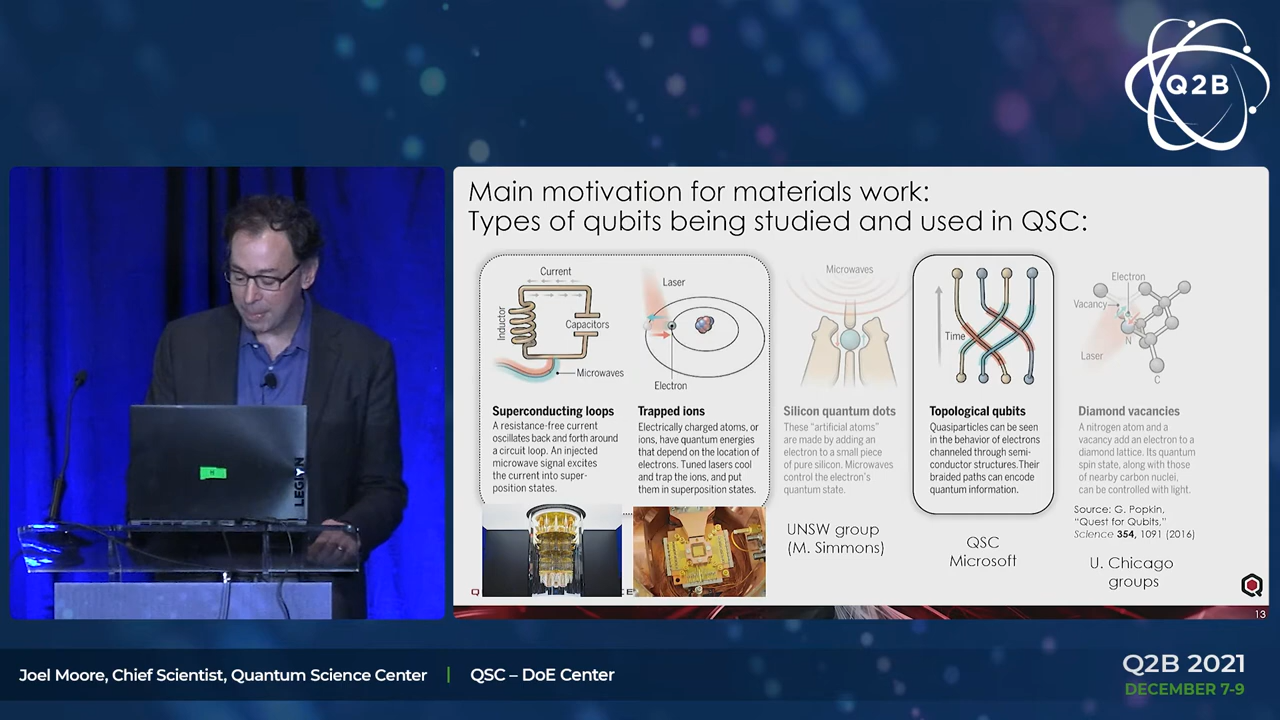 Q2B
Main motivation for materials work:
Types of qubits being studied and used in QSC:
Current
Inductor
Capacitors
Microwaves
Superconducting loops
A resistance-free current
oscillates back and forth around
a circuit loop. An injected
microwave signal excites
the current into super-
position states.
Laser
Electron
Trapped ions
Electrically charged atoms, or
ions, have quantum energies
that depend on the location of
electrons. Tuned lasers cool
and trap the ions, and put
them in superposition states.
Microwaves
Silicon quantum dots
These “artificial atoms”
are made by adding an
electron to a small piece
of pure silicon. Microwaves
control the electron’s
quantum state.
UNSW group
(M. Simmons)
Time
Topological qubits
Quasiparticles can be seen
in the behavior of electrons
channeled through semi-
conductor structures. Their
braided paths can encode
quantum information.
QSC
Microsoft
Electron
Vacancy
N
Laser
C
Diamond vacancies
A nitrogen atom and a
vacancy add an electron to a
diamond lattice. Its quantum
spin state, along with those
of nearby carbon nuclei,
can be controlled with light.
Source: G. Popkin,
“Quest for Qubits,”
Science 354, 1091 (2016)
U. Chicago
groups
13
LEGION
H
Joel Moore, Chief Scientist, Quantum Science Center | QSC – DoE Center
Q2B 2021
DECEMBER 7-9